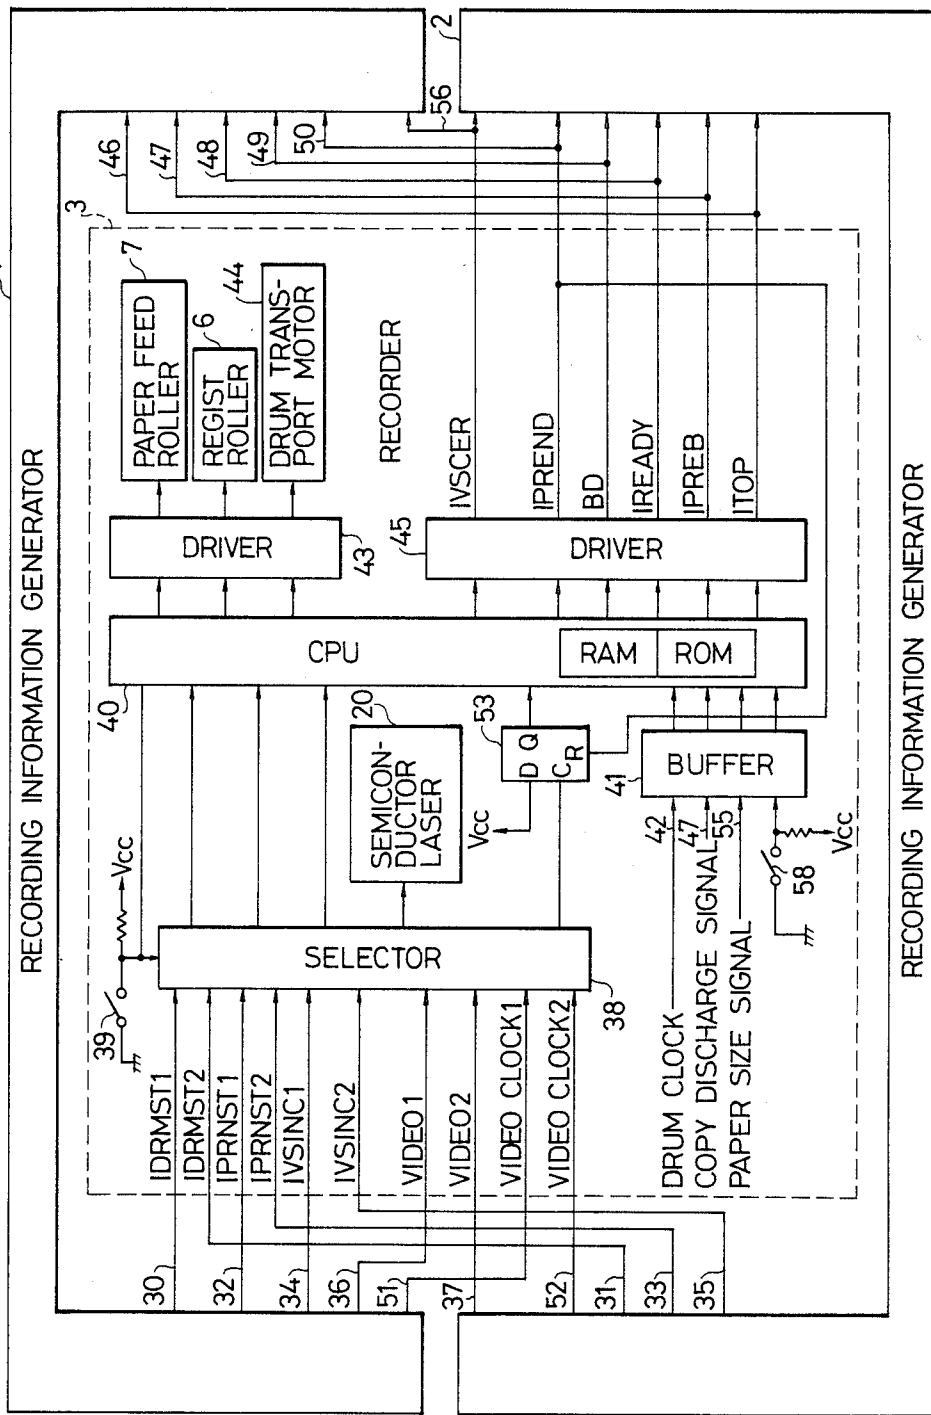 RECORDING INFORMATION GENERATOR
3
46
47
48
49
50
56
2
PAPER FEED
ROLLER
7
REGIST
ROLLER
6
DRUM TRANS-
PORT MOTOR
44
RECORDER
DRIVER
43
45
DRIVER
IVSCER
IPREND
BD
IREADY
IPREB
ITOP
40
CPU
RAM
ROM
Vcc
39
20
SEMICON-
DUCTOR
LASER
53
D Q
C R
Vcc
41
BUFFER
42
47
55
58
Vcc
SELECTOR
38
IDRMST1
IDRMST2
IPRNST1
IPRNST2
IVSINC1
IVSINC2
VIDEO1
VIDEO2
VIDEO CLOCK1
VIDEO CLOCK2
DRUM CLOCK
COPY DISCHARGE SIGNAL
PAPER SIZE SIGNAL
30
32
34
36
51
37
52
31
33
35
RECORDING INFORMATION GENERATOR